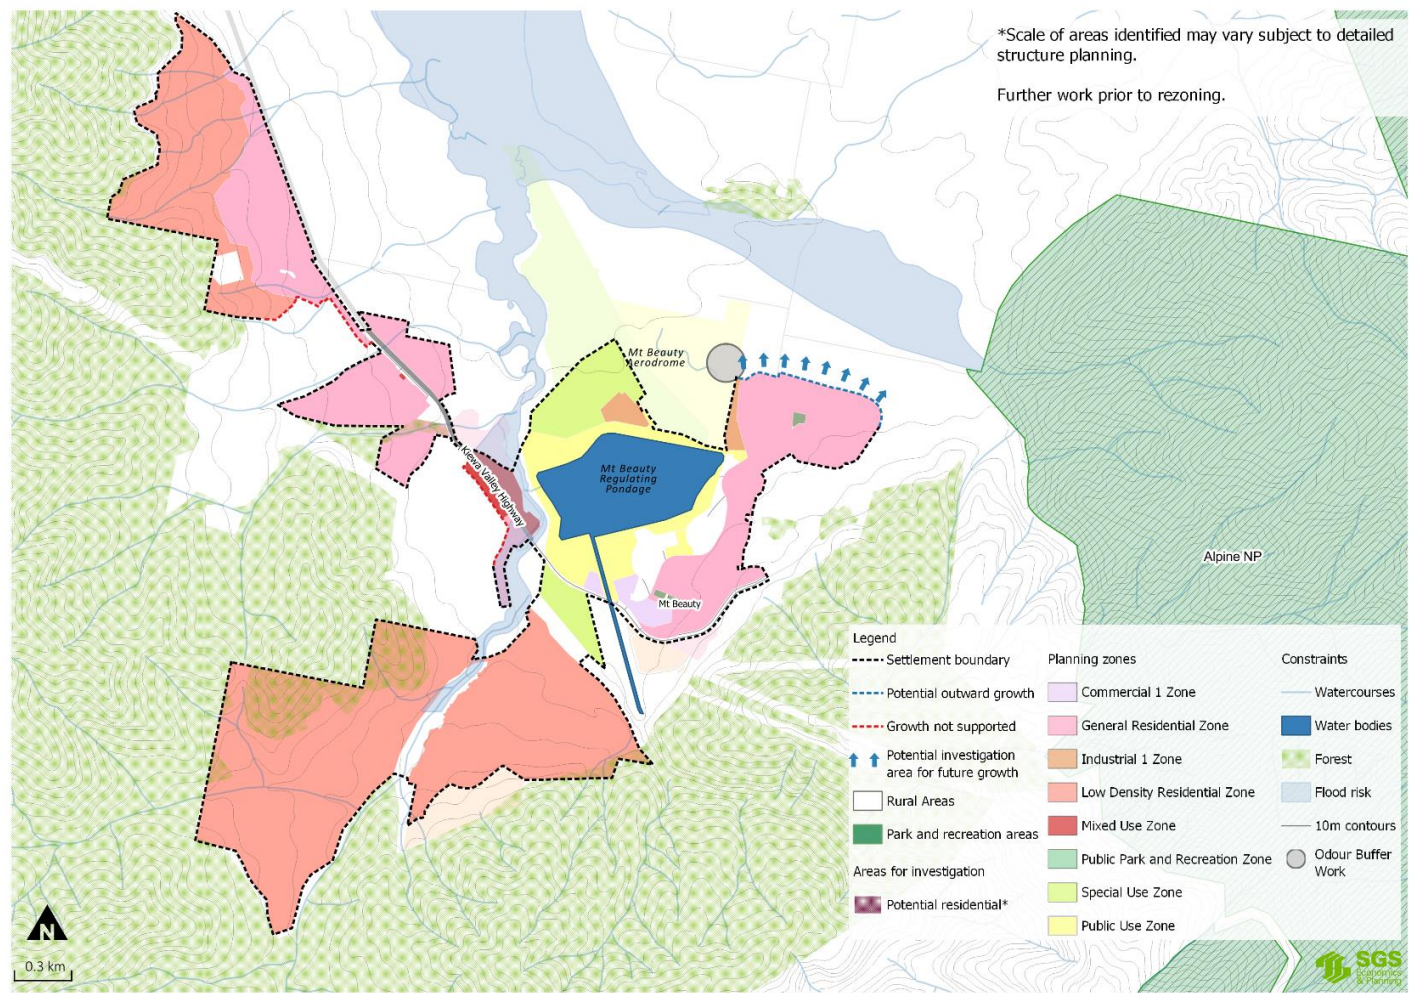 *Scale of areas identified may vary subject to detailed
structure planning.
Further work prior to rezoning.
Mt Beauty
Aerodrome
Mt Beauty
Regulating
Pondage
Kiewa Valley Highway
Mt Beauty
Alpine NP
Legend
Settlement boundary
Potential outward growth
Growth not supported
Potential investigation
area for future growth
Rural Areas
Park and recreation areas
Areas for investigation
Potential residential*
Planning zones
Commercial 1 Zone
General Residential Zone
Industrial 1 Zone
Low Density Residential Zone
Mixed Use Zone
Public Park and Recreation Zone
Special Use Zone
Public Use Zone
Constraints
Watercourses
Water bodies
Forest
Flood risk
10m contours
Odour Buffer
Work
N
0.3 km
SGS
Economics
& Planning